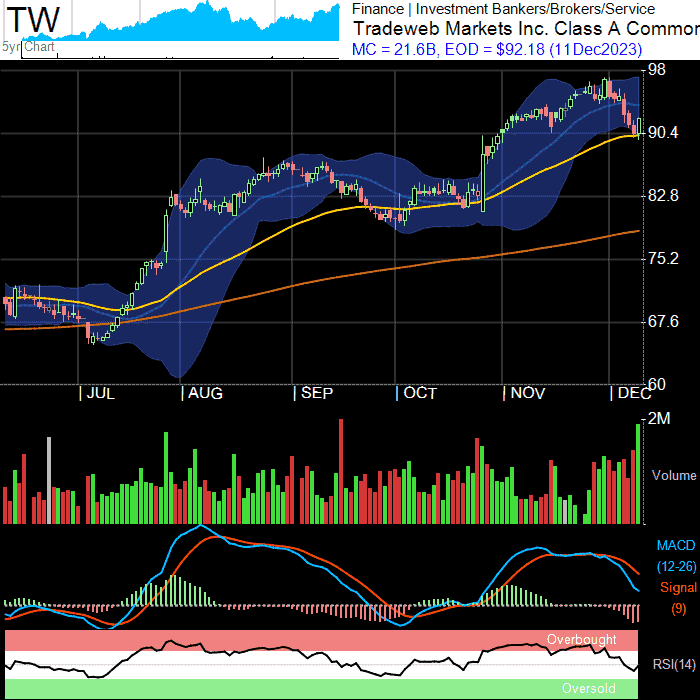 TW
5yr Chart
Finance | Investment Bankers/Brokers/Service
Tradeweb Markets Inc. Class A Common
MC = 21.6B, EOD = $92.18 (11Dec2023)
98
90.4
82.8
75.2
67.6
60
| JUL | AUG | SEP | OCT | NOV | DEC
2M
Volume
MACD
(12-26)
Signal
(9)
Overbought
RSI(14)
Oversold